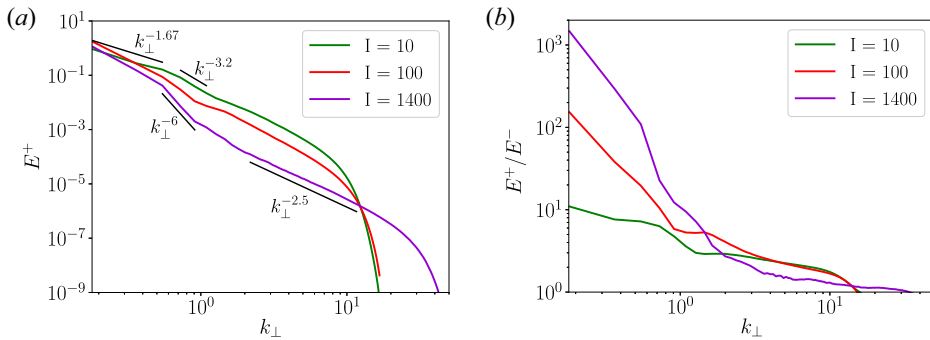 (a)
10^1
10^{-1}
10^{-3}
10^{-5}
10^{-7}
10^{-9}
E^+
k_⊥^{-1.67}
k_⊥^{-3.2}
k_⊥^{-6}
k_⊥^{-2.5}
I = 10
I = 100
I = 1400
10^0
10^1
k_⊥
(b)
10^3
10^2
10^1
10^0
E^+/E^-
I = 10
I = 100
I = 1400
10^0
10^1
k_⊥